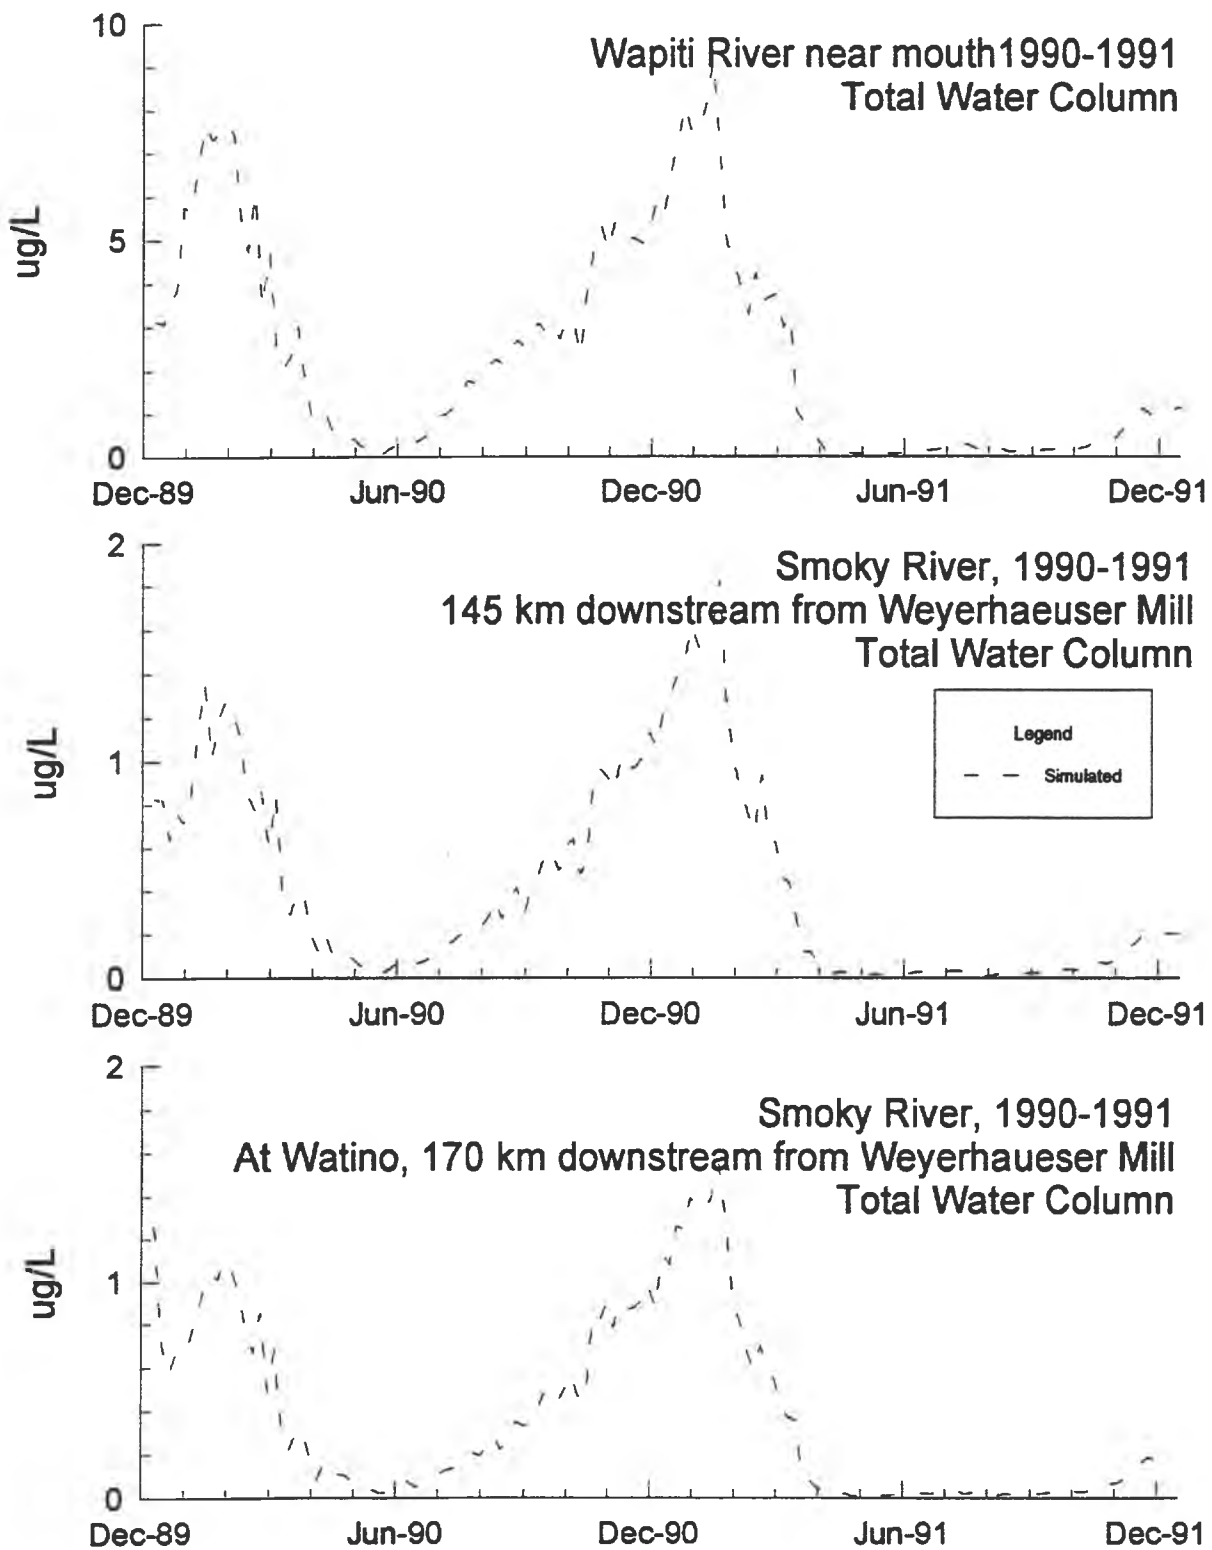 Wapiti River near mouth1990-1991
Total Water Column
10
5
0
ug/L
Dec-89 Jun-90 Dec-90 Jun-91 Dec-91
Smoky River, 1990-1991
145 km downstream from Weyerhaeuser Mill
Total Water Column
2
1
0
ug/L
Legend
Simulated
Dec-89 Jun-90 Dec-90 Jun-91 Dec-91
Smoky River, 1990-1991
At Watino, 170 km downstream from Weyerhaueser Mill
Total Water Column
2
1
0
ug/L
Dec-89 Jun-90 Dec-90 Jun-91 Dec-91